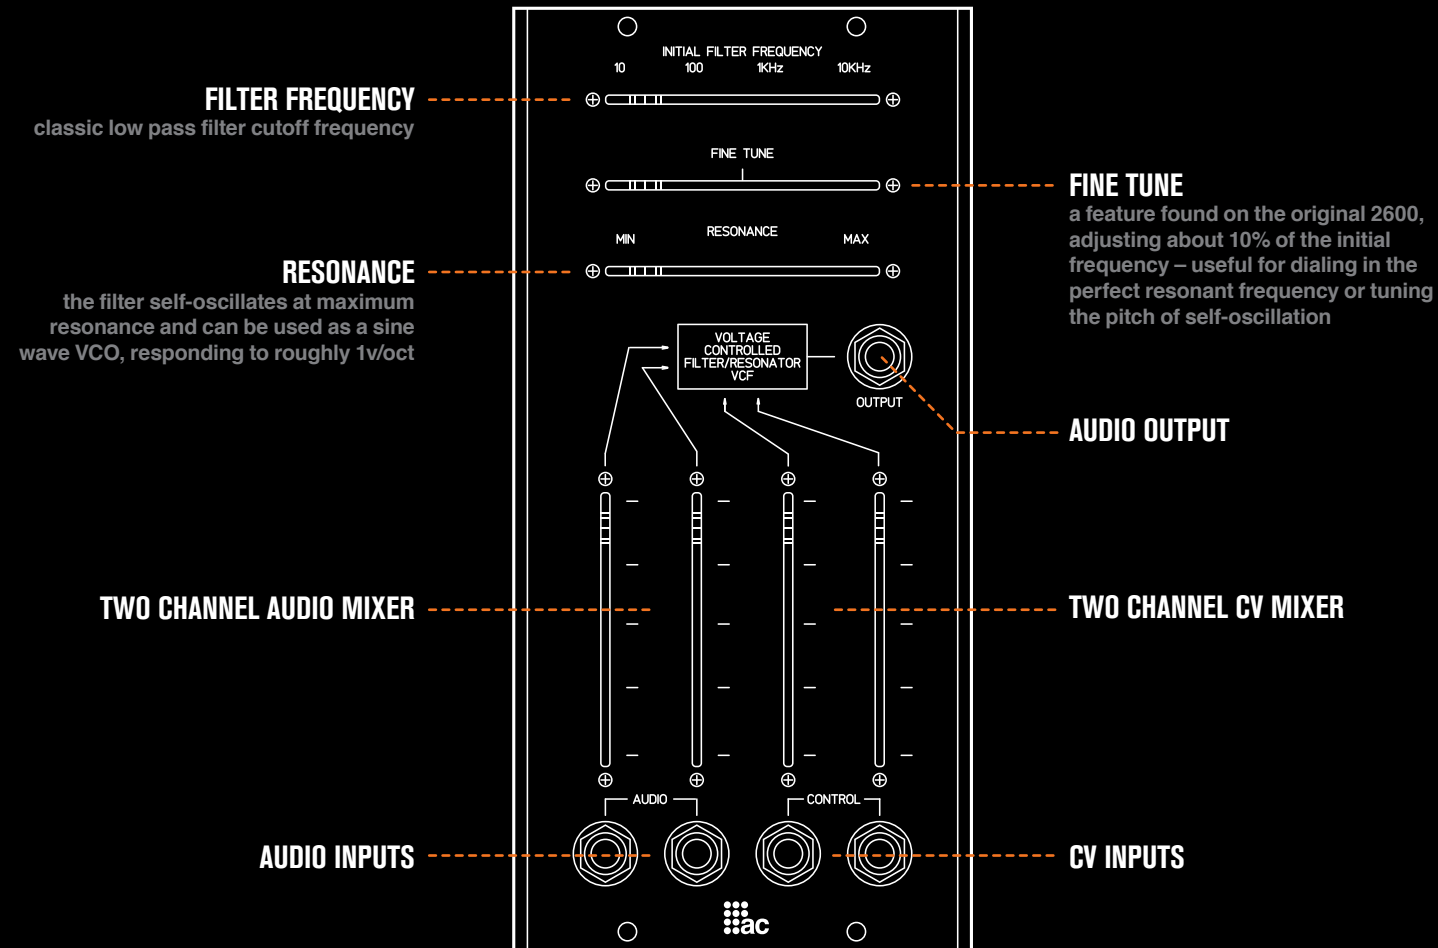 INITIAL FILTER FREQUENCY
10 100 1KHz 10KHz
FILTER FREQUENCY
classic low pass filter cutoff frequency
FINE TUNE
FINE TUNE
a feature found on the original 2600,
adjusting about 10% of the initial
frequency – useful for dialing in the
perfect resonant frequency or tuning
the pitch of self-oscillation
MIN RESONANCE MAX
RESONANCE
the filter self-oscillates at maximum
resonance and can be used as a sine
wave VCO, responding to roughly 1v/oct
VOLTAGE
CONTROLLED
FILTER/RESONATOR
VCF
OUTPUT
AUDIO OUTPUT
TWO CHANNEL AUDIO MIXER
TWO CHANNEL CV MIXER
AUDIO
CONTROL
AUDIO INPUTS
CV INPUTS
ac